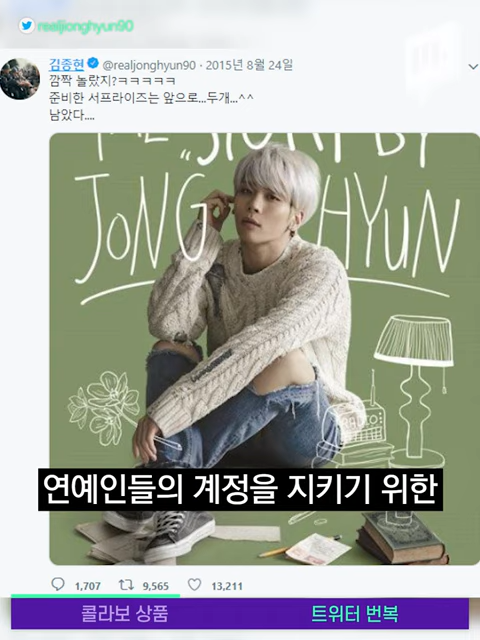 realjionghyun90
김종현 @realjonghyun90 · 2015년 8월 24일
깜짝 놀랐지?ㅋㅋㅋㅋㅋ
준비한 서프라이즈는 앞으로...두개...^^
남았다....
THE „STORY BY
JONGHYUN
연예인들의 계정을 지키기 위한
1,707 9,565 13,211
콜라보 상품 트위터 번복